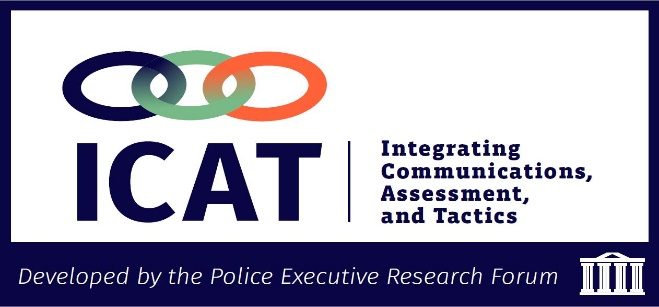 ICAT
Integrating
Communications,
Assessment,
and Tactics
Developed by the Police Executive Research Forum